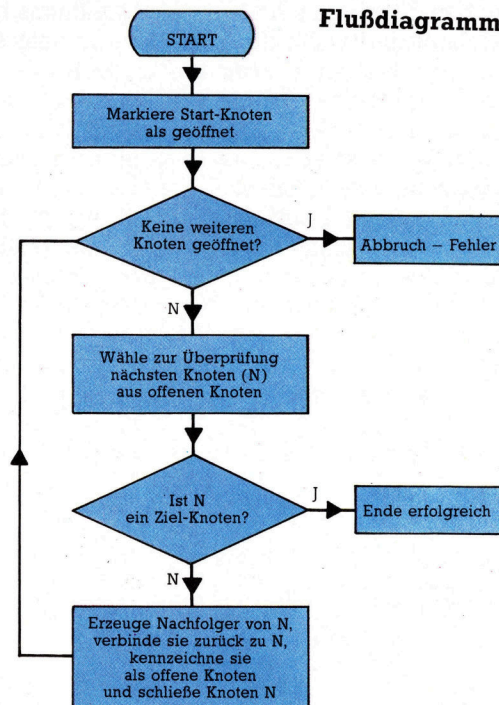 Flußdiagramm
START
Markiere Start-Knoten
als geöffnet
Keine weiteren
Knoten geöffnet?
J
Abbruch – Fehler
N
Wähle zur Überprüfung
nächsten Knoten (N)
aus offenen Knoten
Ist N
ein Ziel-Knoten?
J
Ende erfolgreich
N
Erzeuge Nachfolger von N,
verbinde sie zurück zu N,
kennzeichne sie
als offene Knoten
und schließe Knoten N